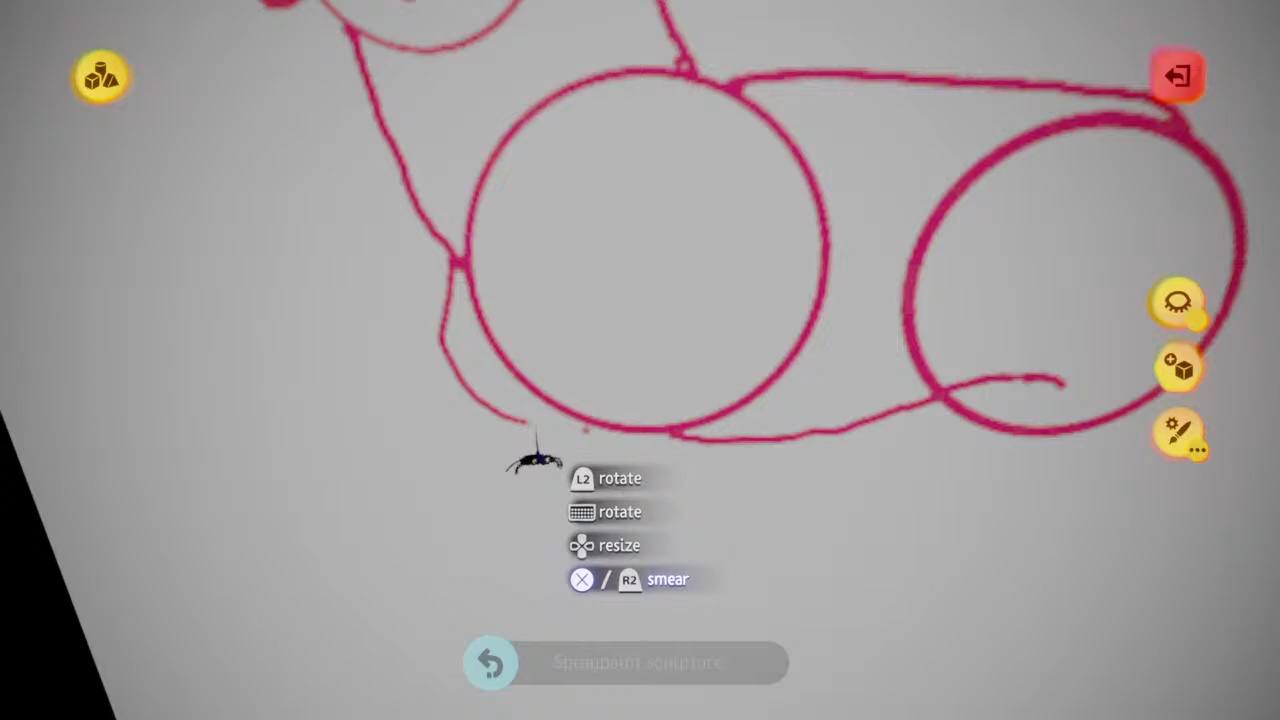 L2 rotate
rotate
resize
/ R2 smear
Spraypaint sculpture